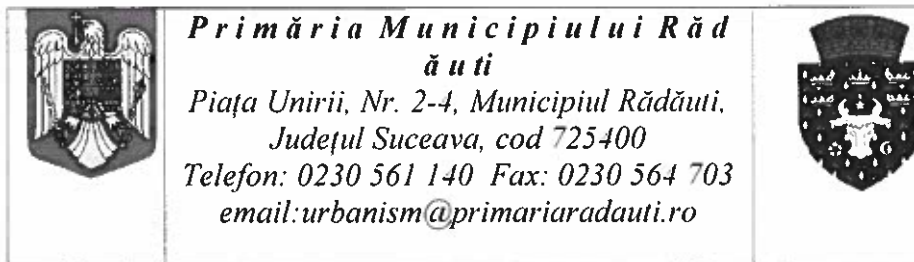 Primăria Municipiului Răd
ăuti
Piața Unirii, Nr. 2-4, Municipiul Rădăuti,
Județul Suceava, cod 725400
Telefon: 0230 561 140 Fax: 0230 564 703
email:urbanism@primariaradauti.ro